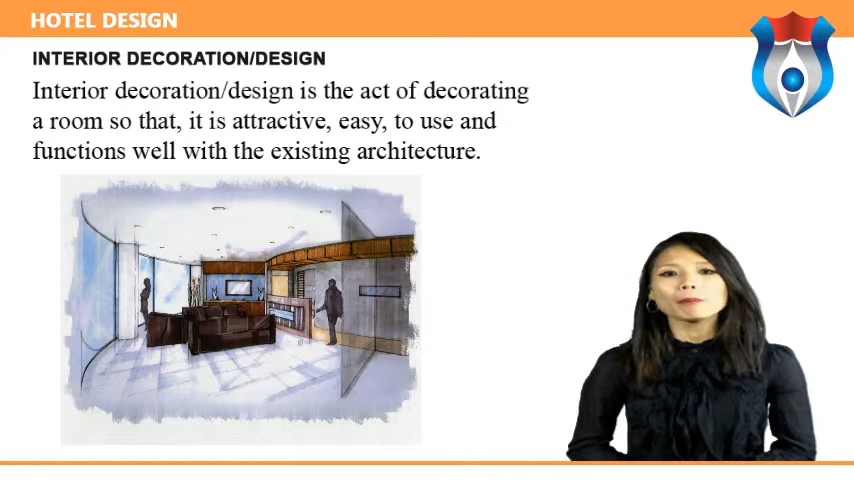 HOTEL DESIGN
INTERIOR DECORATION/DESIGN
Interior decoration/design is the act of decorating
a room so that, it is attractive, easy, to use and
functions well with the existing architecture.